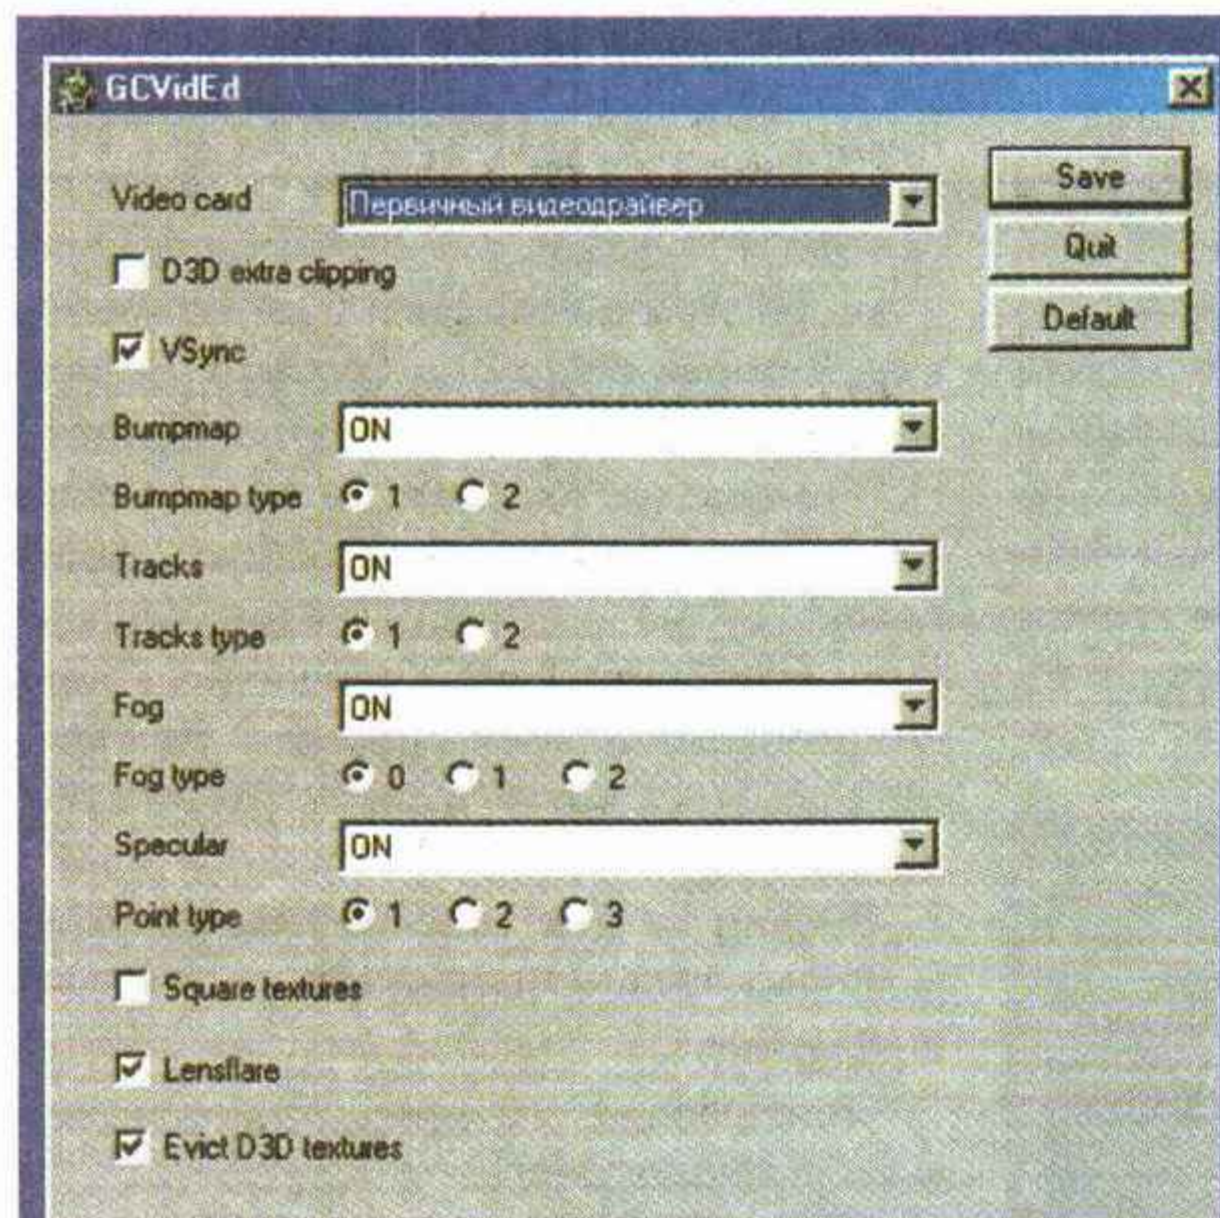 GCVidEd
Video card Первичный видеодрайвер
Save
D3D extra clipping
Quit
VSync
Default
Bumpmap ON
Bumpmap type 1 2
Tracks ON
Tracks type 1 2
Fog ON
Fog type 0 1 2
Specular ON
Point type 1 2 3
Square textures
Lensflare
Evict D3D textures